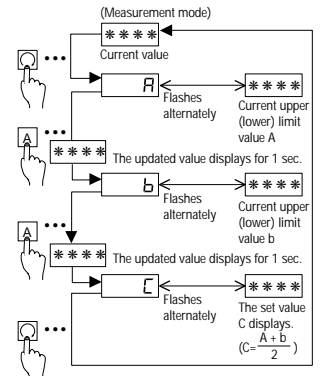 (Measurement mode)
****
Current value
A
Flashes
alternately
****
Current upper
(lower) limit
value A
A
****
The updated value displays for 1 sec.
b
Flashes
alternately
****
Current upper
(lower) limit
value b
A
****
The updated value displays for 1 sec.
C
Flashes
alternately
****
The set value
C displays.
(C= A + b
2 )